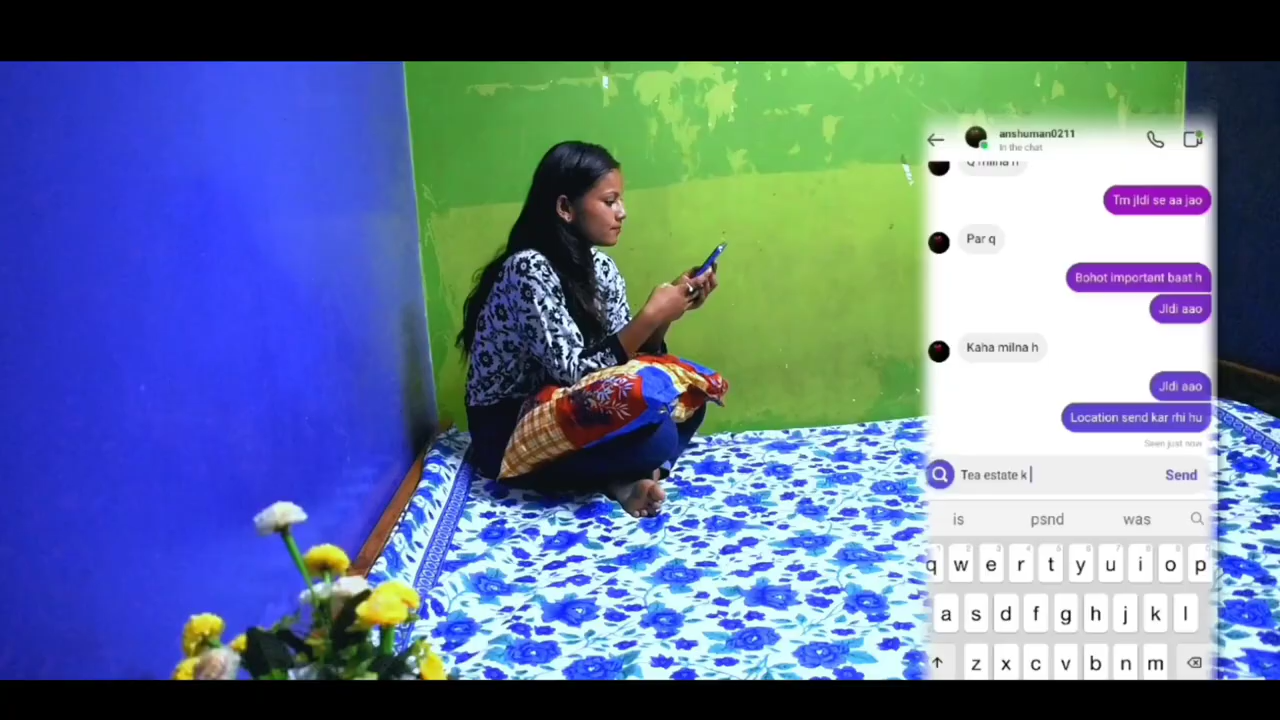 anshuman0211
In the chat
Q milna h
Tm jldi se aa jao
Par q
Bohot important baat h
Jldi aao
Kaha milna h
Jldi aao
Location send kar rhi hu
Seen just now
Tea estate k
Send
is psnd was
q w e r t y u i o p
a s d f g h j k l
z x c v b n m